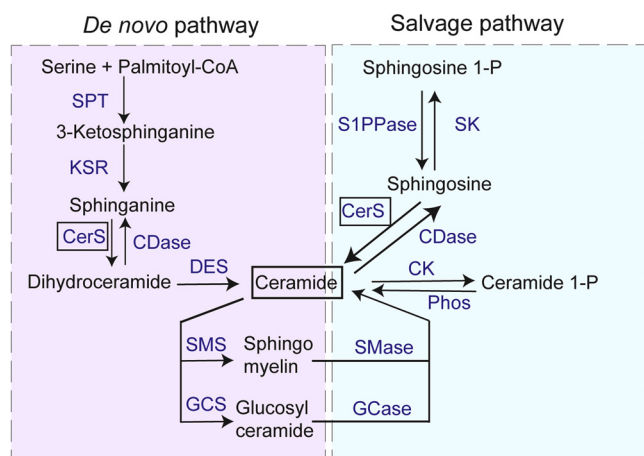 De novo pathway
Salvage pathway
Serine + Palmitoyl-CoA
SPT
3-Ketosphinganine
KSR
Sphinganine
CerS
CDase
Dihydroceramide
DES
Ceramide
SMS
Sphingo
myelin
GCS
Glucosyl
ceramide
Sphingosine 1-P
S1PPase
SK
Sphingosine
CerS
CDase
CK
Ceramide 1-P
Phos
SMase
GCase